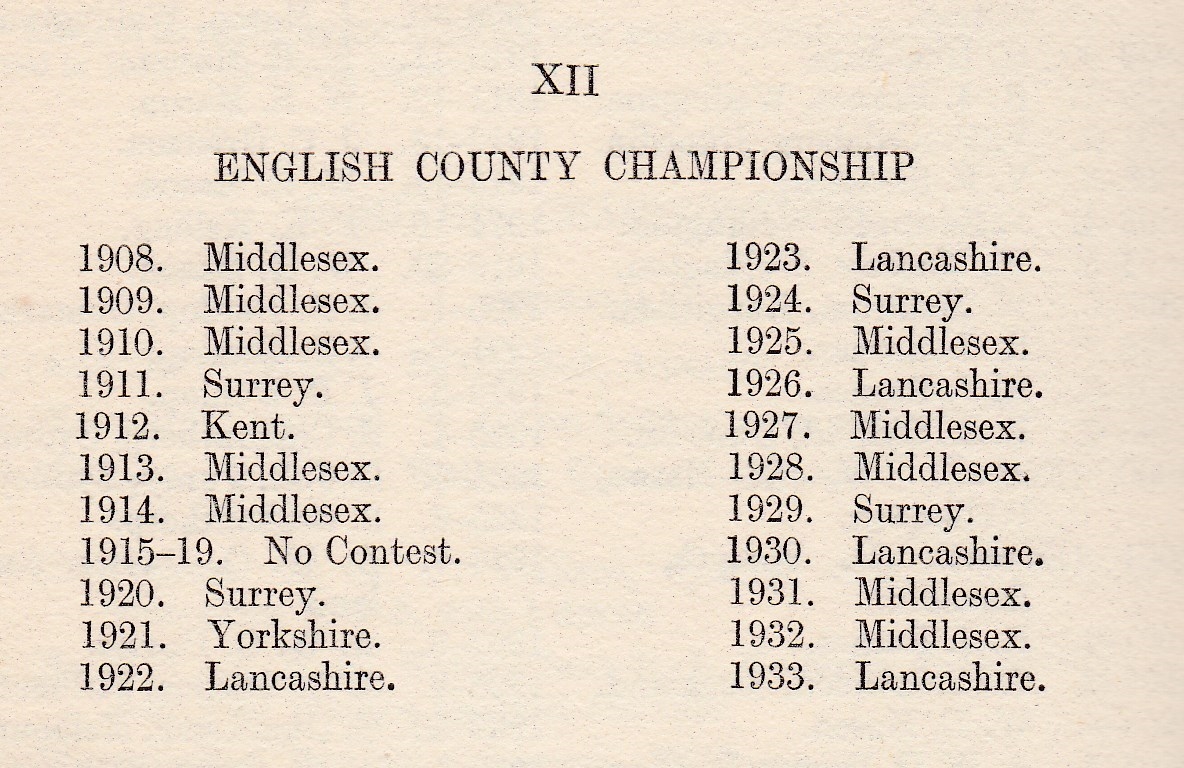 XII
ENGLISH COUNTY CHAMPIONSHIP
1908. Middlesex.
1909. Middlesex.
1910. Middlesex.
1911. Surrey.
1912. Kent.
1913. Middlesex.
1914. Middlesex.
1915–19. No Contest.
1920. Surrey.
1921. Yorkshire.
1922. Lancashire.
1923. Lancashire.
1924. Surrey.
1925. Middlesex.
1926. Lancashire.
1927. Middlesex.
1928. Middlesex.
1929. Surrey.
1930. Lancashire.
1931. Middlesex.
1932. Middlesex.
1933. Lancashire.